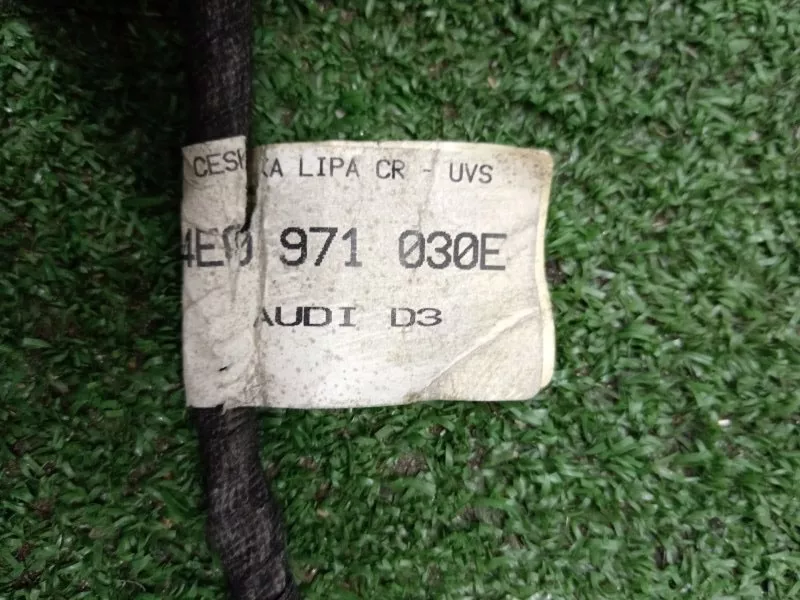 CESKA LIPA CR - UVS
4E0 971 030E
AUDI D3